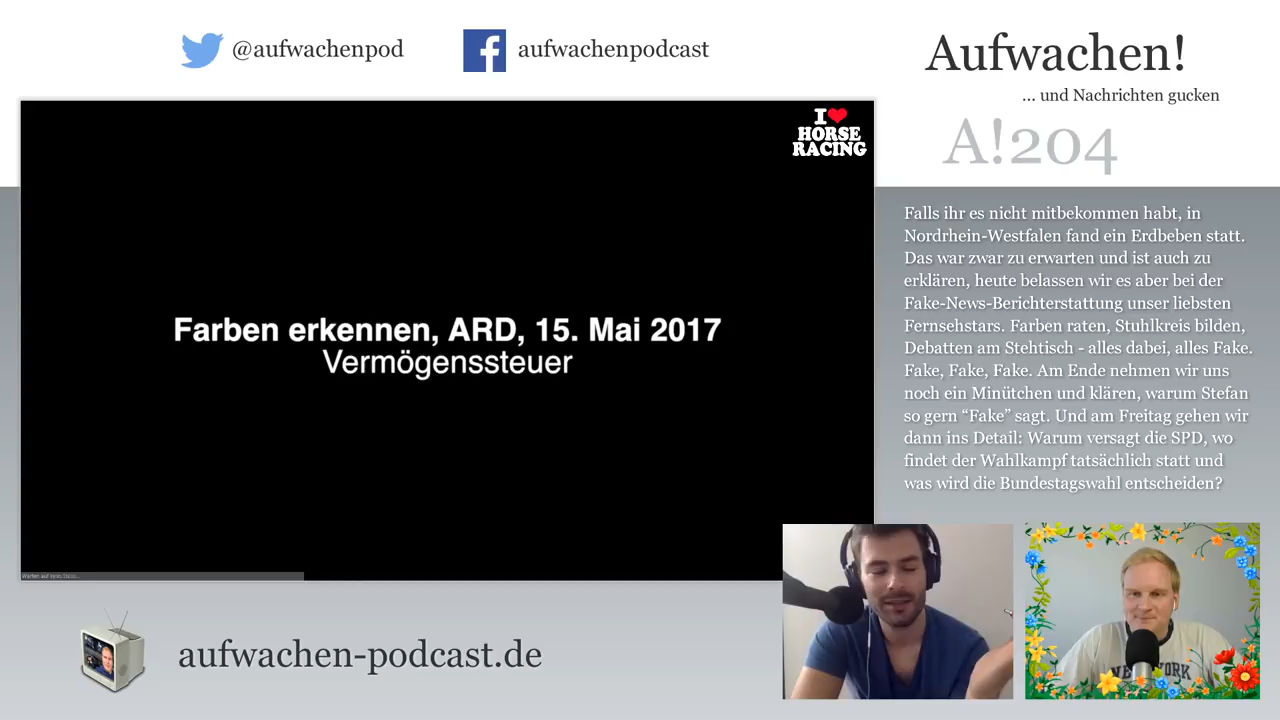 @aufwachenpod
aufwachenpodcast
Aufwachen!
... und Nachrichten gucken
A!204
I
HORSE
RACING
Farben erkennen, ARD, 15. Mai 2017
Vermögenssteuer
Falls ihr es nicht mitbekommen habt, in
Nordrhein-Westfalen fand ein Erdbeben statt.
Das war zwar zu erwarten und ist auch zu
erklären, heute belassen wir es aber bei der
Fake-News-Berichterstattung unser liebsten
Fernsehstars. Farben raten, Stuhlkreis bilden,
Debatten am Stehtisch - alles dabei, alles Fake.
Fake, Fake, Fake. Am Ende nehmen wir uns
noch ein Minütchen und klären, warum Stefan
so gern “Fake” sagt. Und am Freitag gehen wir
dann ins Detail: Warum versagt die SPD, wo
findet der Wahlkampf tatsächlich statt und
was wird die Bundestagswahl entscheiden?
Warten auf
aufwachen-podcast.de